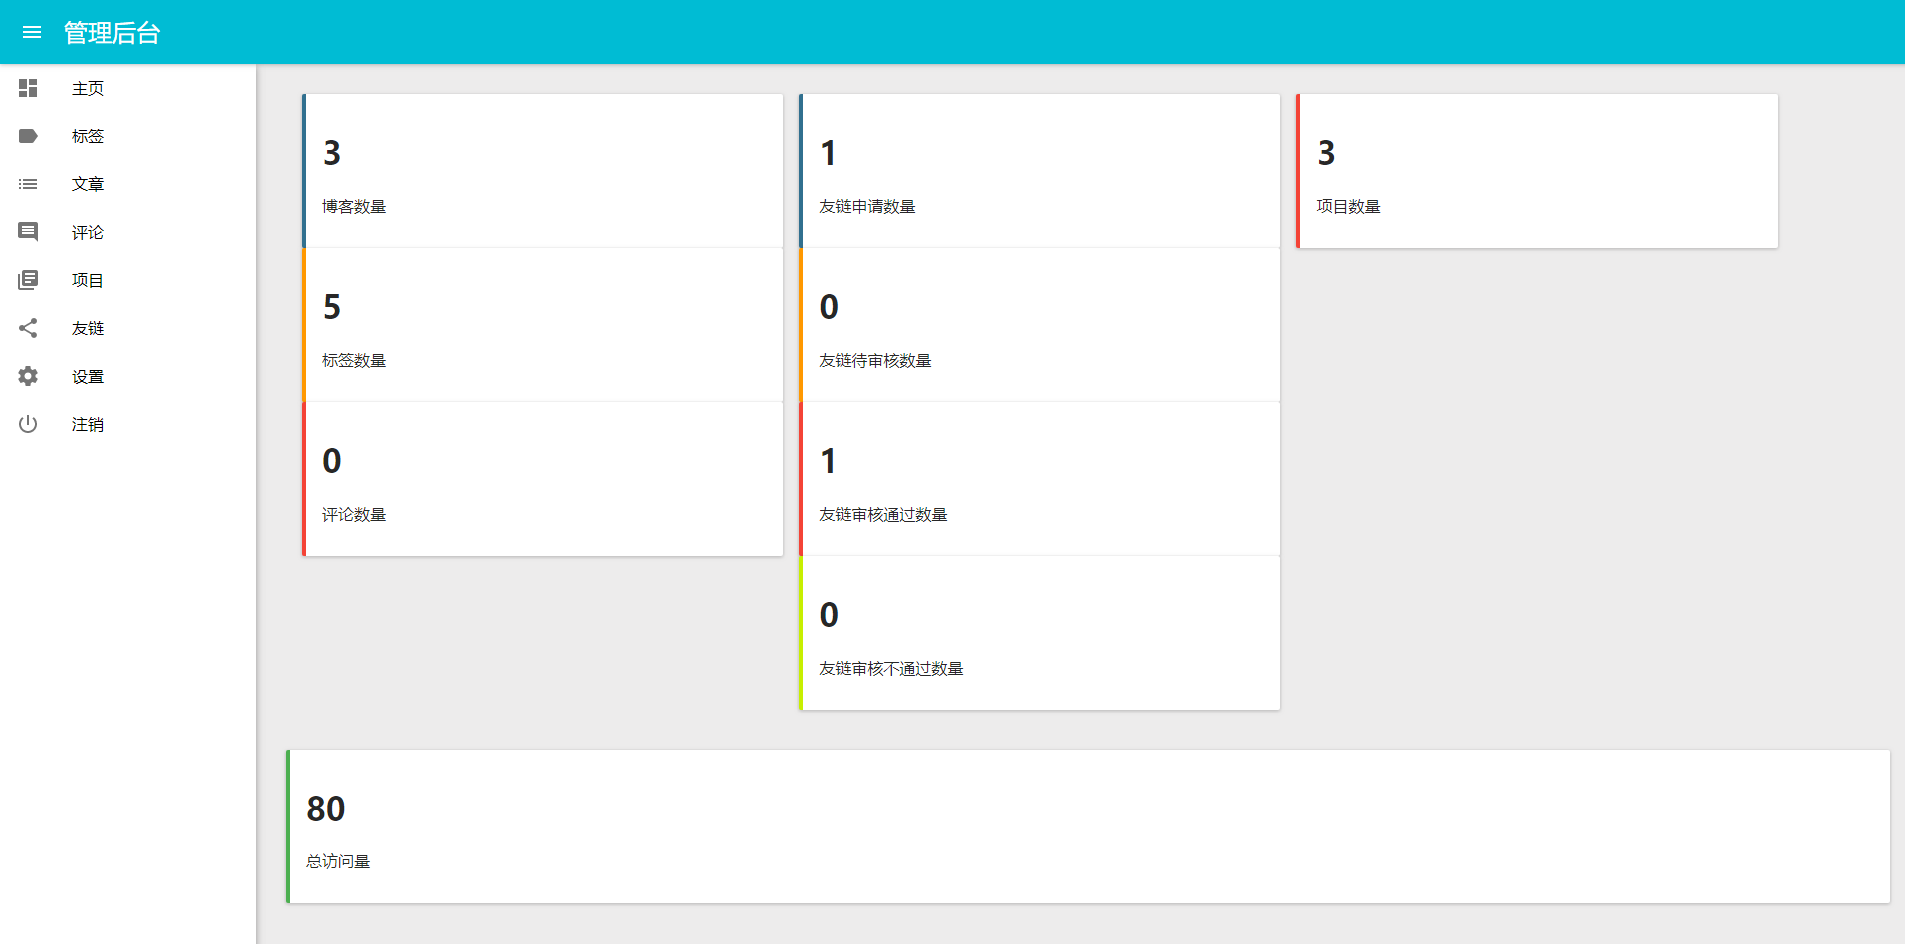 管理后台
主页
标签
文章
评论
项目
友链
设置
注销
3
博客数量
5
标签数量
0
评论数量
1
友链申请数量
0
友链待审核数量
1
友链审核通过数量
0
友链审核不通过数量
3
项目数量
80
总访问量